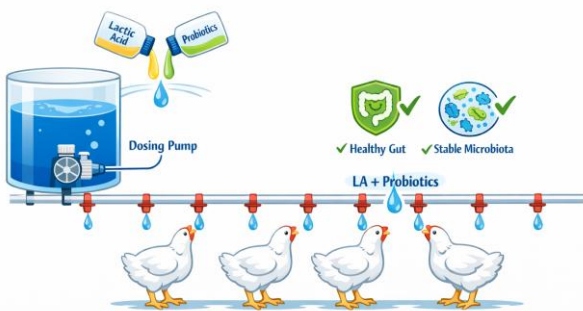 Lactic
Acid
Probiotics
Dosing Pump
Healthy Gut
Stable Microbiota
LA + Probiotics